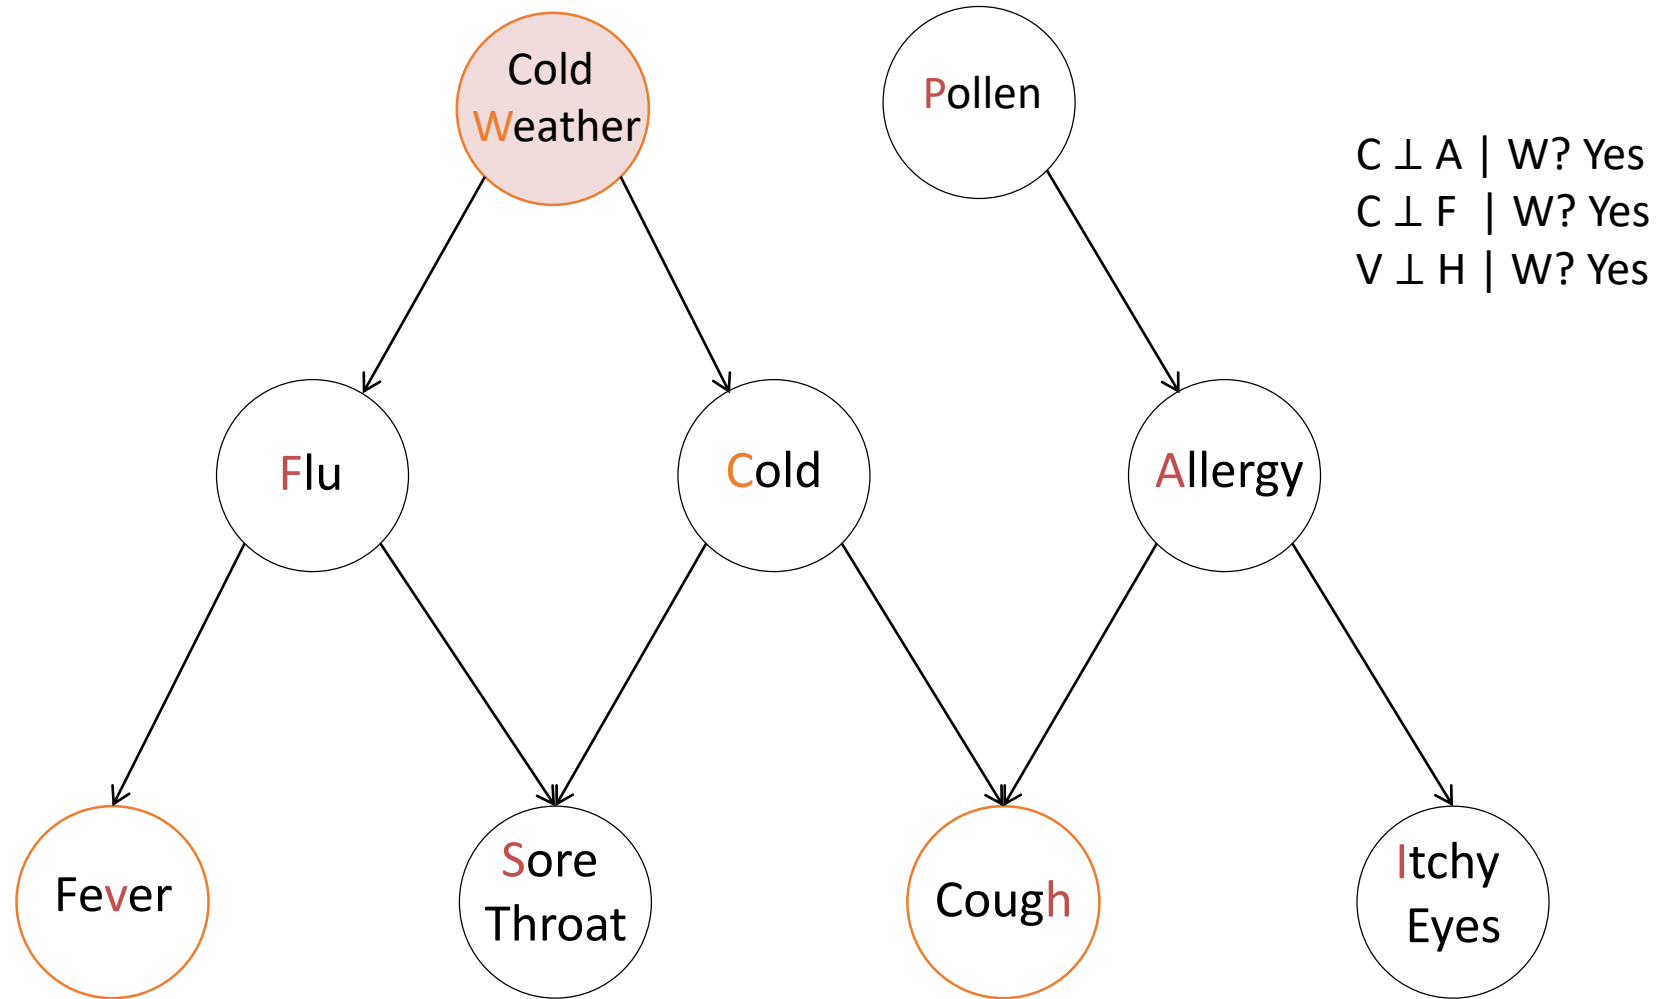 Cold
Weather
Pollen
C ⊥ A | W? Yes
C ⊥ F | W? Yes
V ⊥ H | W? Yes
Flu
Cold
Allergy
Fever
Sore
Throat
Cough
Itchy
Eyes